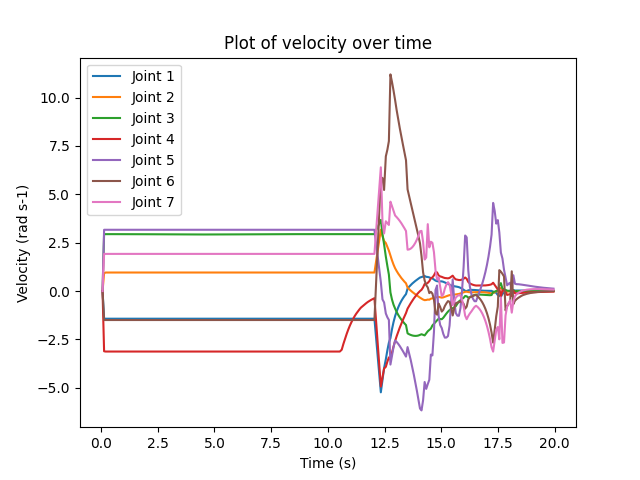 Plot of velocity over time
Joint 1
Joint 2
Joint 3
Joint 4
Joint 5
Joint 6
Joint 7
10.0
7.5
5.0
2.5
0.0
−2.5
−5.0
Velocity (rad s-1)
0.0 2.5 5.0 7.5 10.0 12.5 15.0 17.5 20.0
Time (s)